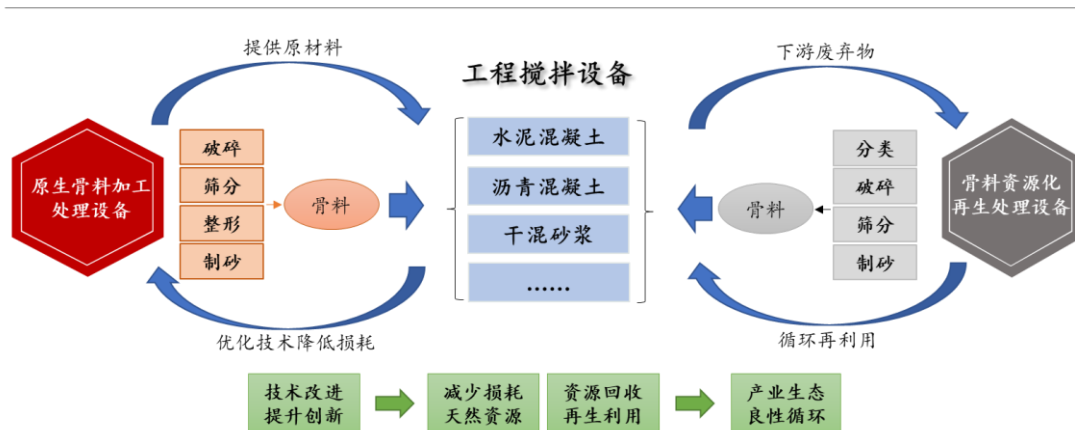 提供原材料
下游废弃物
工程搅拌设备
原生骨料加工
处理设备
破碎
筛分
整形
制砂
骨料
水泥混凝土
沥青混凝土
干混砂浆
......
骨料
分类
破碎
筛分
制砂
骨料资源化
再生处理设备
优化技术降低损耗
循环再利用
技术改进
提升创新
减少损耗
天然资源
资源回收
再生利用
产业生态
良性循环